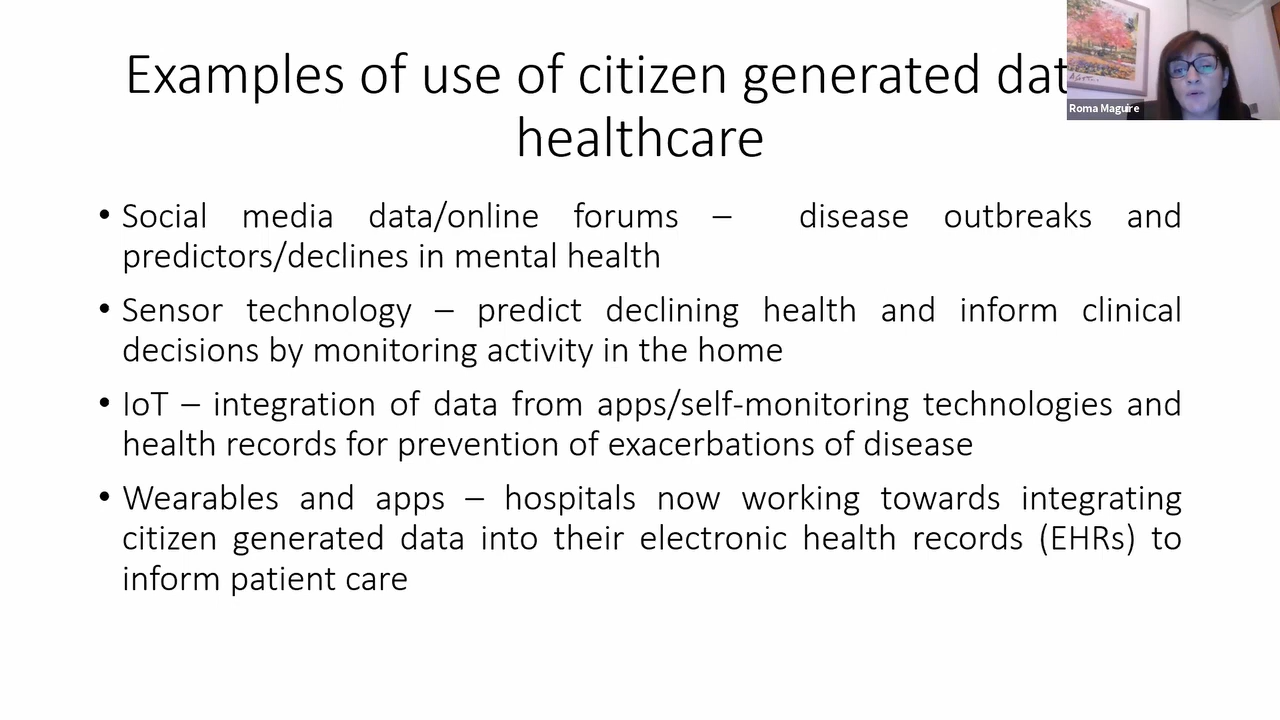 Examples of use of citizen generated dat
healthcare
• Social media data/online forums – disease outbreaks and
predictors/declines in mental health
• Sensor technology – predict declining health and inform clinical
decisions by monitoring activity in the home
• IoT – integration of data from apps/self-monitoring technologies and
health records for prevention of exacerbations of disease
• Wearables and apps – hospitals now working towards integrating
citizen generated data into their electronic health records (EHRs) to
inform patient care
Roma Maguire